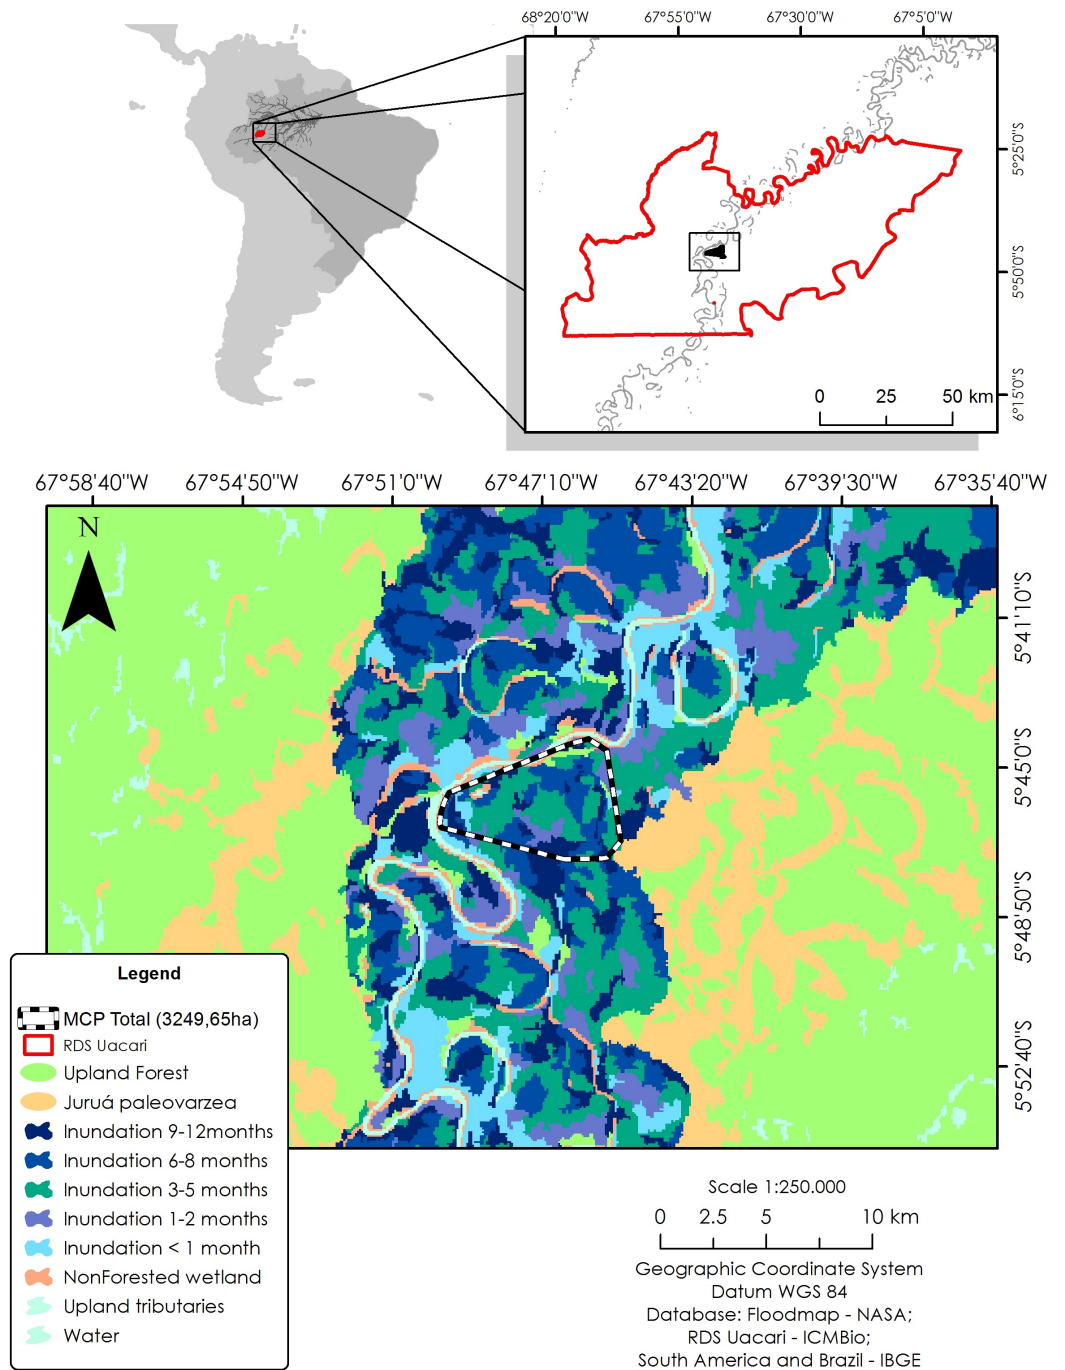 68°20'0"W 67°55'0"W 67°30'0"W 67°5'0"W
5°25'0"S
5°50'0"S
6°15'0"S
0 25 50 km
67°58'40"W 67°54'50"W 67°51'0"W 67°47'10"W 67°43'20"W 67°39'30"W 67°35'40"W
N
5°41'10"S
5°45'0"S
5°48'50"S
5°52'40"S
Legend
MCP Total (3249,65ha)
RDS Uacari
Upland Forest
Juruá paleovarzea
Inundation 9-12months
Inundation 6-8 months
Inundation 3-5 months
Inundation 1-2 months
Inundation < 1 month
NonForested wetland
Upland tributaries
Water
Scale 1:250.000
0 2.5 5 10 km
Geographic Coordinate System
Datum WGS 84
Database: Floodmap - NASA;
RDS Uacari - ICMBio;
South America and Brazil - IBGE